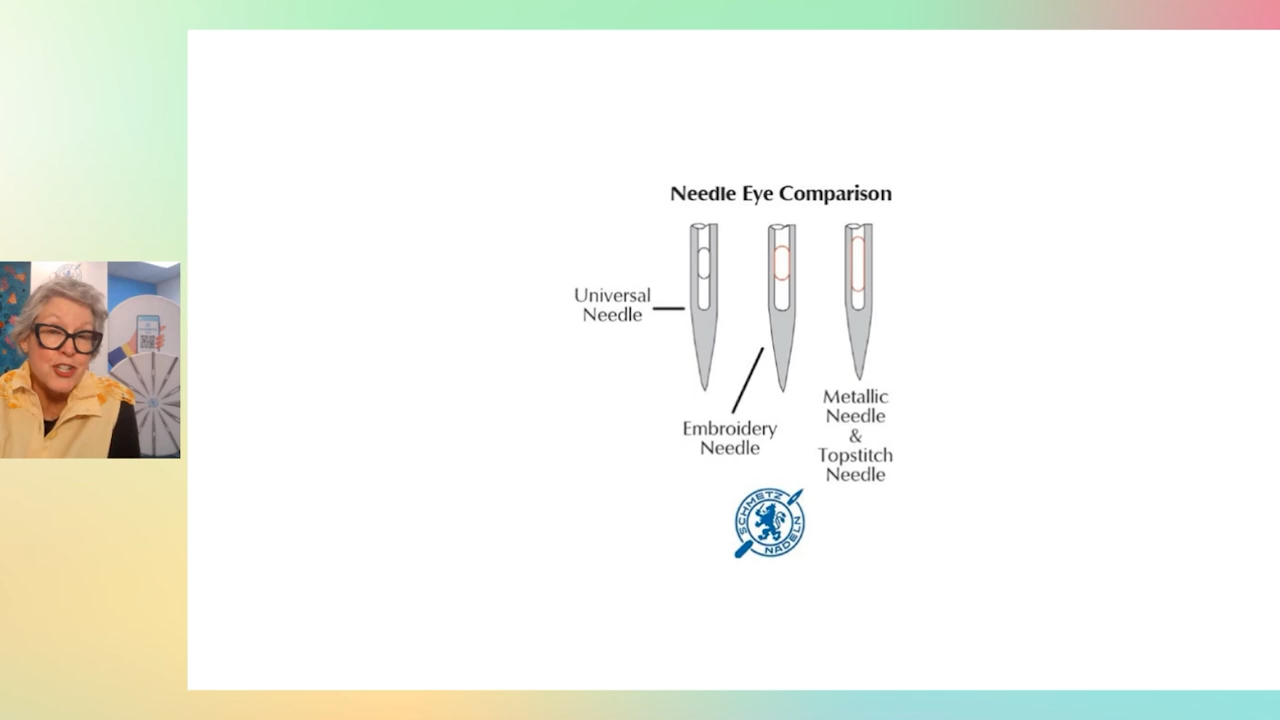 Needle Eye Comparison
Universal
Needle
Embroidery
Needle
Metallic
Needle
&
Topstitch
Needle
SCHMETZ
NADELN